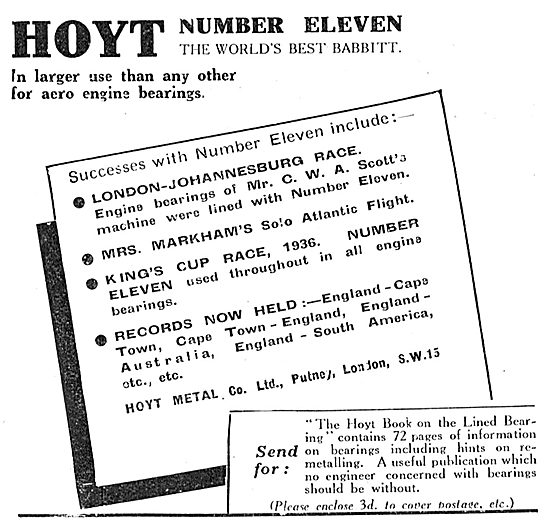 HOYT NUMBER ELEVEN
THE WORLD'S BEST BABBITT.
In larger use than any other
for aero engine bearings.
Successes with Number Eleven include:—
● LONDON-JOHANNESBURG RACE.
Engine bearings of Mr. C. W. A. Scott's
machine were lined with Number Eleven.
● MRS. MARKHAM'S Solo Atlantic Flight.
● KING'S CUP RACE, 1936. NUMBER
ELEVEN used throughout in all engine
bearings.
● RECORDS NOW HELD :—England-Cape
Town, Cape Town-England, England-
Australia, England-South America,
etc., etc.
HOYT METAL Co. Ltd., Putney, London, S.W.15
Send
for :
"The Hoyt Book on the Lined Bear-
ing" contains 72 pages of information
on bearings including hints on re-
metalling. A useful publication which
no engineer concerned with bearings
should be without.
(Please enclose 3d. to cover postage, etc.)